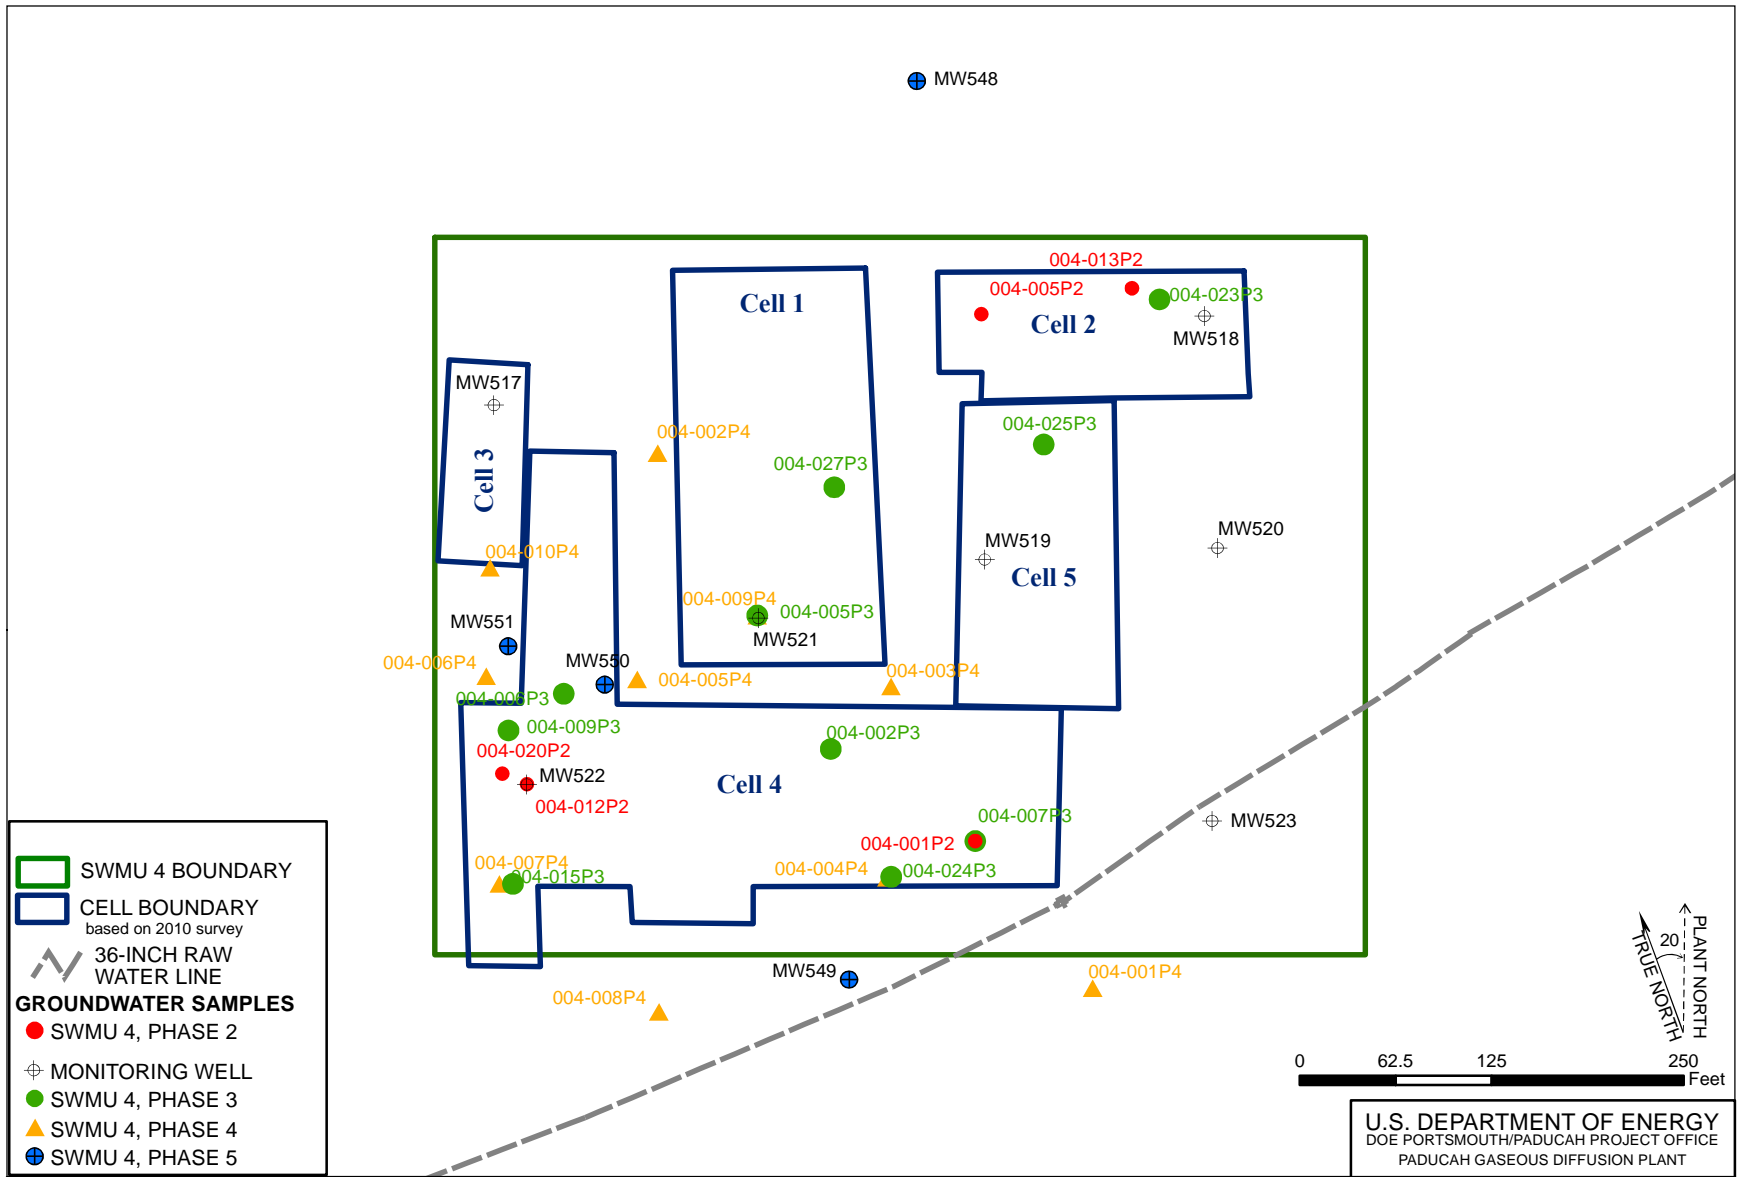 MW548
004-013P2
004-005P2
004-023P3
Cell 1
Cell 2
MW518
MW517
004-002P4
004-025P3
004-027P3
Cell 3
MW520
MW519
004-010P4
Cell 5
004-009P4
004-005P3
MW521
MW551
004-006P4
MW550
004-005P4
004-003P4
004-006P3
004-009P3
004-002P3
004-020P2
MW522
Cell 4
004-012P2
004-007P3
MW523
004-001P2
004-007P4
004-015P3
004-004P4
004-024P3
MW549
004-001P4
004-008P4
SWMU 4 BOUNDARY
CELL BOUNDARY
based on 2010 survey
36-INCH RAW
WATER LINE
GROUNDWATER SAMPLES
SWMU 4, PHASE 2
MONITORING WELL
SWMU 4, PHASE 3
SWMU 4, PHASE 4
SWMU 4, PHASE 5
TRUE NORTH
20
PLANT NORTH
0 62.5 125 250
Feet
U.S. DEPARTMENT OF ENERGY
DOE PORTSMOUTH/PADUCAH PROJECT OFFICE
PADUCAH GASEOUS DIFFUSION PLANT